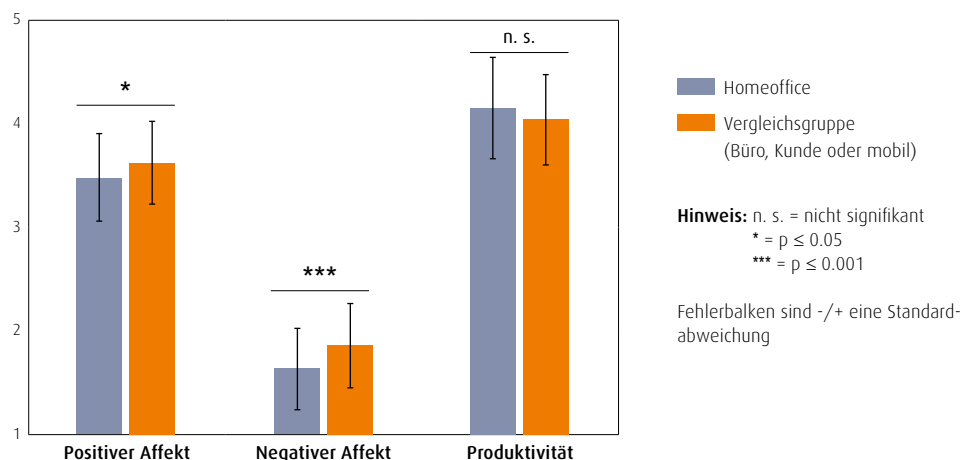 5
4
3
2
1
*
***
n. s.
Positiver Affekt
Negativer Affekt
Produktivität
Homeoffice
Vergleichsgruppe
(Büro, Kunde oder mobil)
Hinweis: n. s. = nicht signifikant
* = p ≤ 0.05
*** = p ≤ 0.001
Fehlerbalken sind -/+ eine Standard-
abweichung